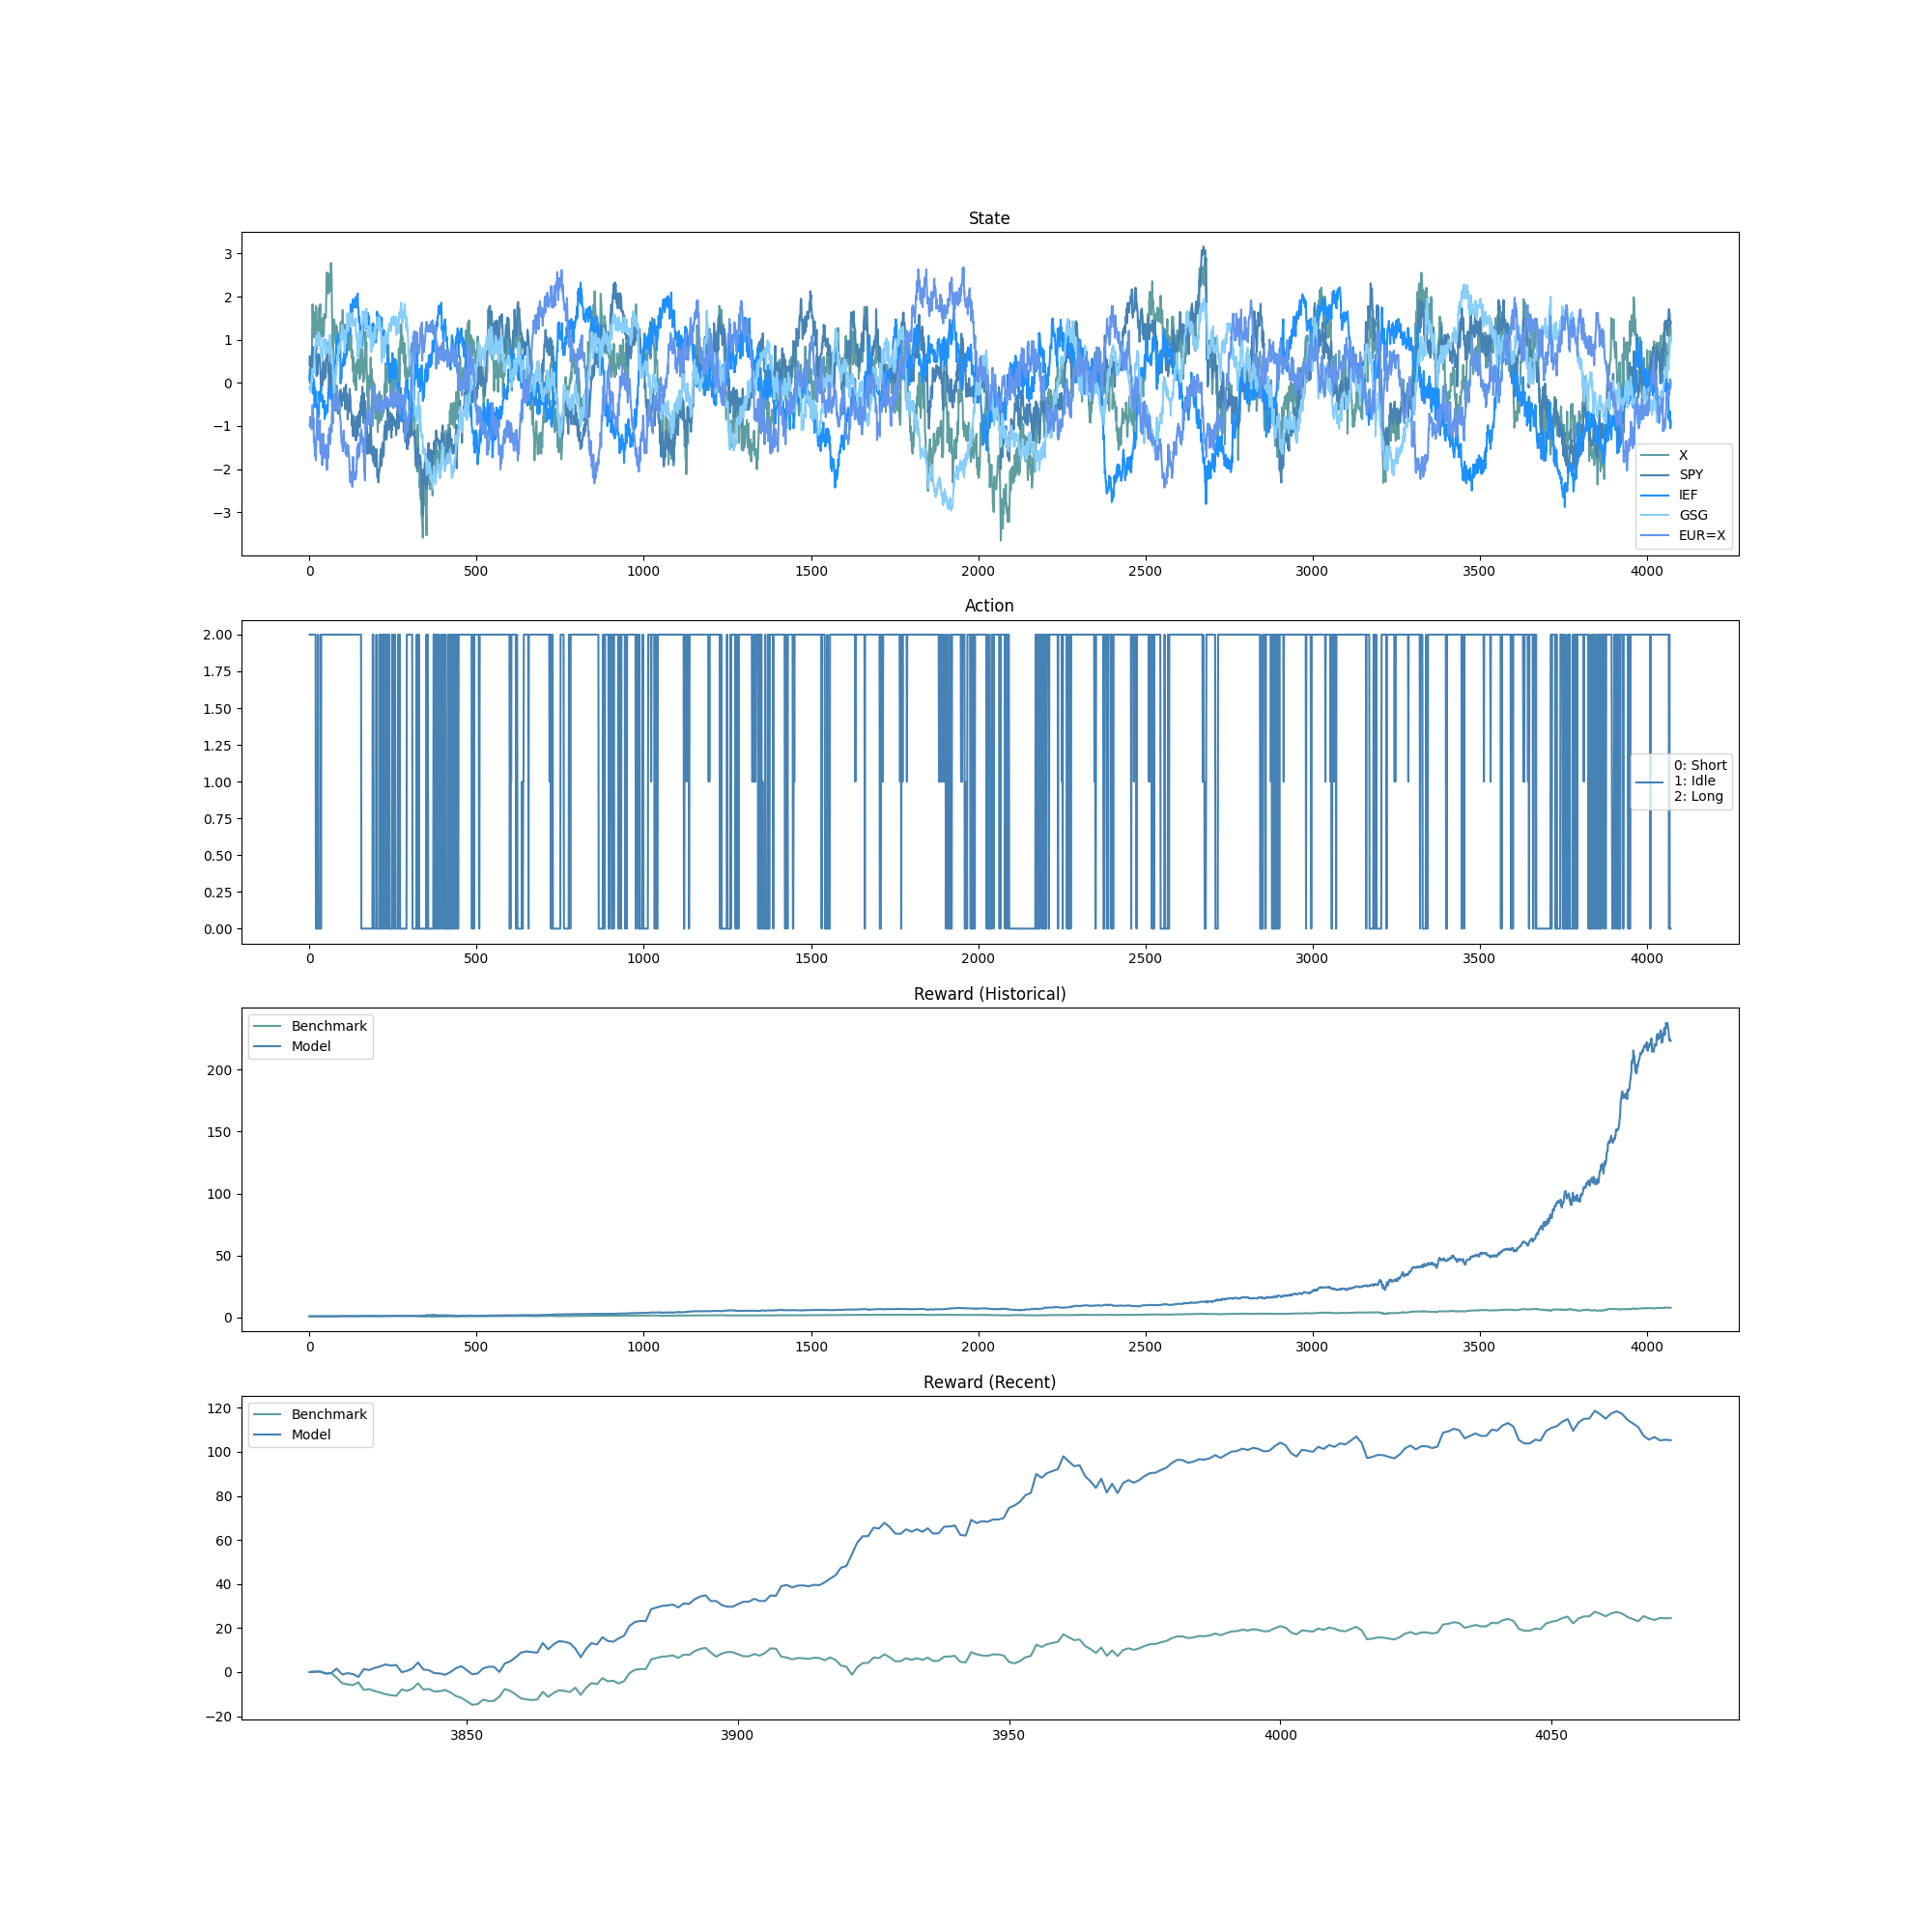 State
3
2
1
0
−1
−2
−3
X
SPY
IEF
GSG
EUR=X
0 500 1000 1500 2000 2500 3000 3500 4000
Action
2.00
1.75
1.50
1.25
1.00
0.75
0.50
0.25
0.00
0: Short
1: Idle
2: Long
0 500 1000 1500 2000 2500 3000 3500 4000
Reward (Historical)
Benchmark
Model
200
150
100
50
0
0 500 1000 1500 2000 2500 3000 3500 4000
Reward (Recent)
Benchmark
Model
120
100
80
60
40
20
0
−20
3850 3900 3950 4000 4050